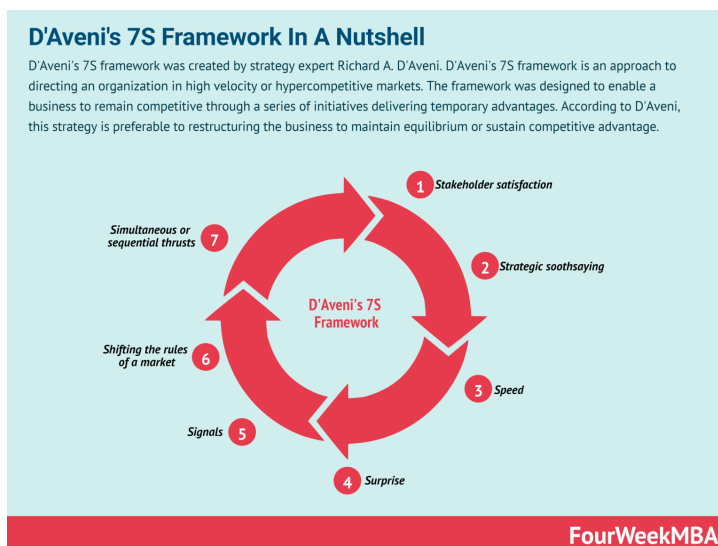 D'Aveni's 7S Framework In A Nutshell
D'Aveni's 7S framework was created by strategy expert Richard A. D'Aveni. D'Aveni's 7S framework is an approach to
directing an organization in high velocity or hypercompetitive markets. The framework was designed to enable a
business to remain competitive through a series of initiatives delivering temporary advantages. According to D'Aveni,
this strategy is preferable to restructuring the business to maintain equilibrium or sustain competitive advantage.
1 Stakeholder satisfaction
2 Strategic soothsaying
3 Speed
4 Surprise
5 Signals
6 Shifting the rules
of a market
7 Simultaneous or
sequential thrusts
D'Aveni's 7S
Framework
FourWeekMBA